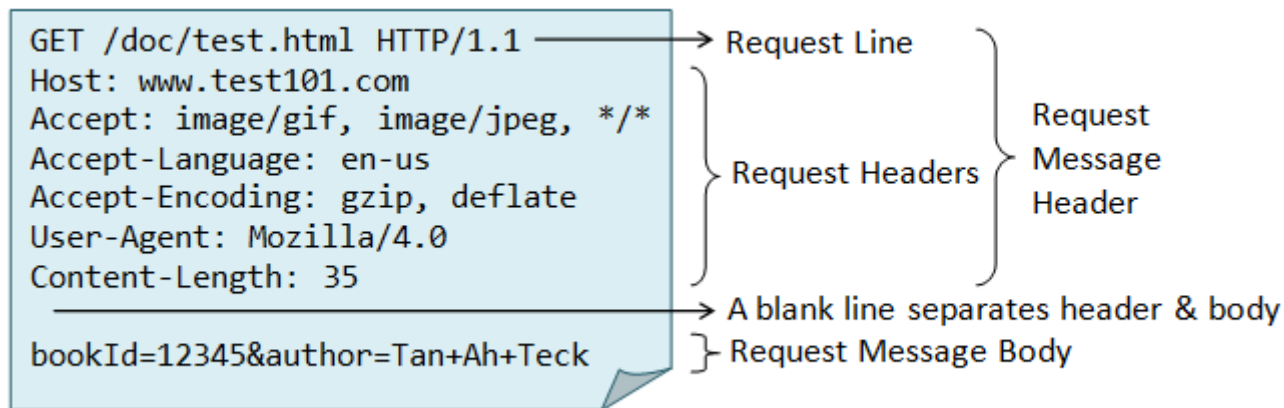 GET /doc/test.html HTTP/1.1
Request Line
Host: www.test101.com
Accept: image/gif, image/jpeg, */*
Accept-Language: en-us
Accept-Encoding: gzip, deflate
User-Agent: Mozilla/4.0
Content-Length: 35
Request Headers
Request
Message
Header
A blank line separates header & body
bookId=12345&author=Tan+Ah+Teck
Request Message Body